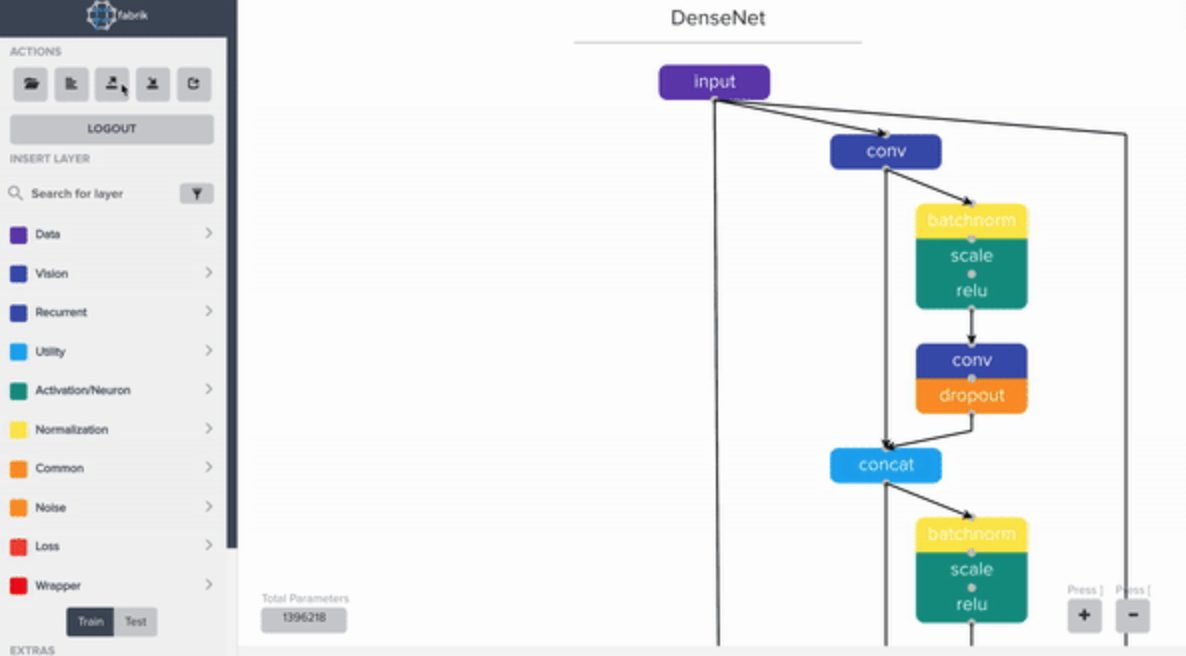 fabrik
ACTIONS
LOGOUT
INSERT LAYER
Search for layer
Data
Vision
Recurrent
Utility
Activation/Neuron
Normalization
Common
Noise
Loss
Wrapper
Train Test
EXTRAS
DenseNet
input
conv
batchnorm
scale
relu
conv
dropout
concat
batchnorm
scale
relu
Total Parameters
1396218
Press ] Press [
+ −